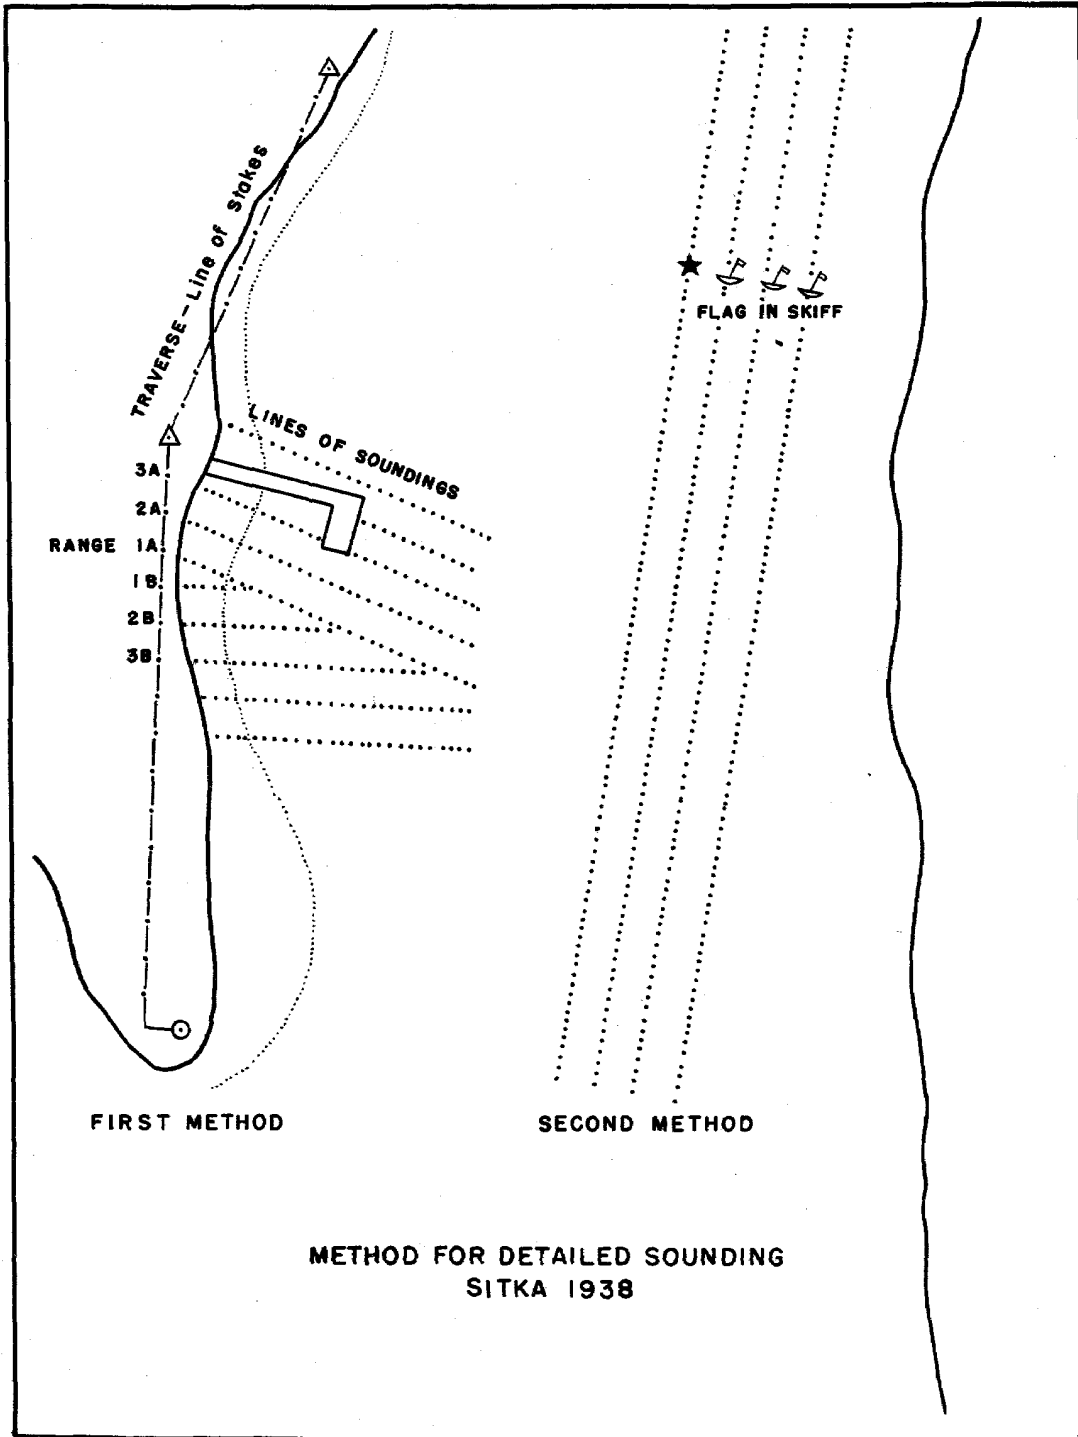 TRAVERSE - Line of Stakes
FLAG IN SKIFF
LINES OF SOUNDINGS
3A
2A
RANGE 1A
1B
2B
3B
FIRST METHOD
SECOND METHOD
METHOD FOR DETAILED SOUNDING
SITKA 1938